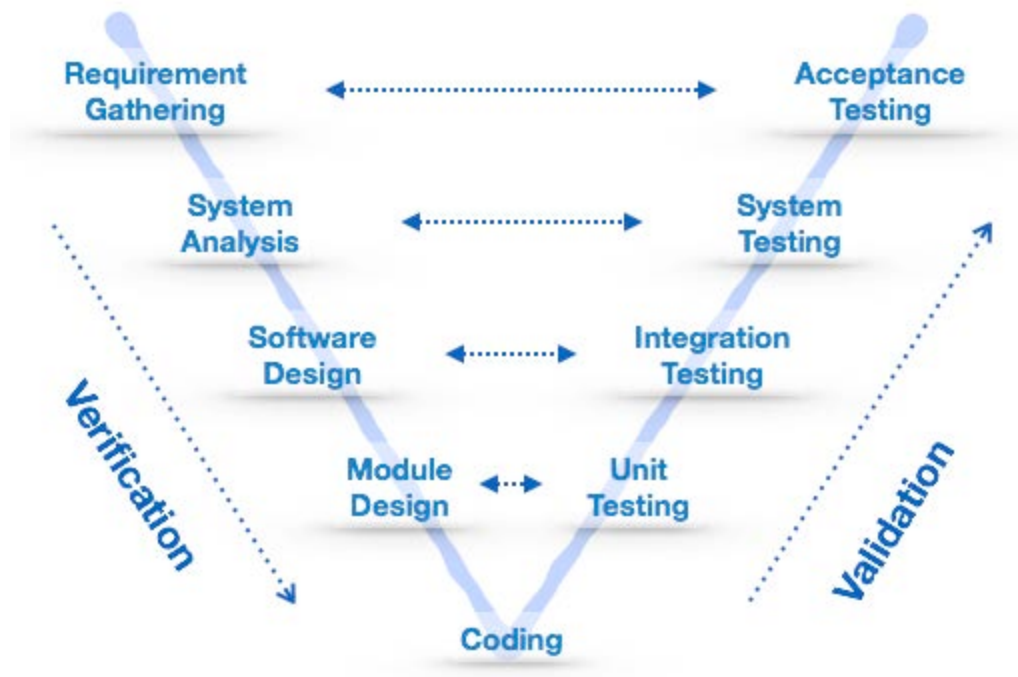 Requirement
Gathering
Acceptance
Testing
System
Analysis
System
Testing
Software
Design
Integration
Testing
Module
Design
Unit
Testing
Coding
Verification
Validation